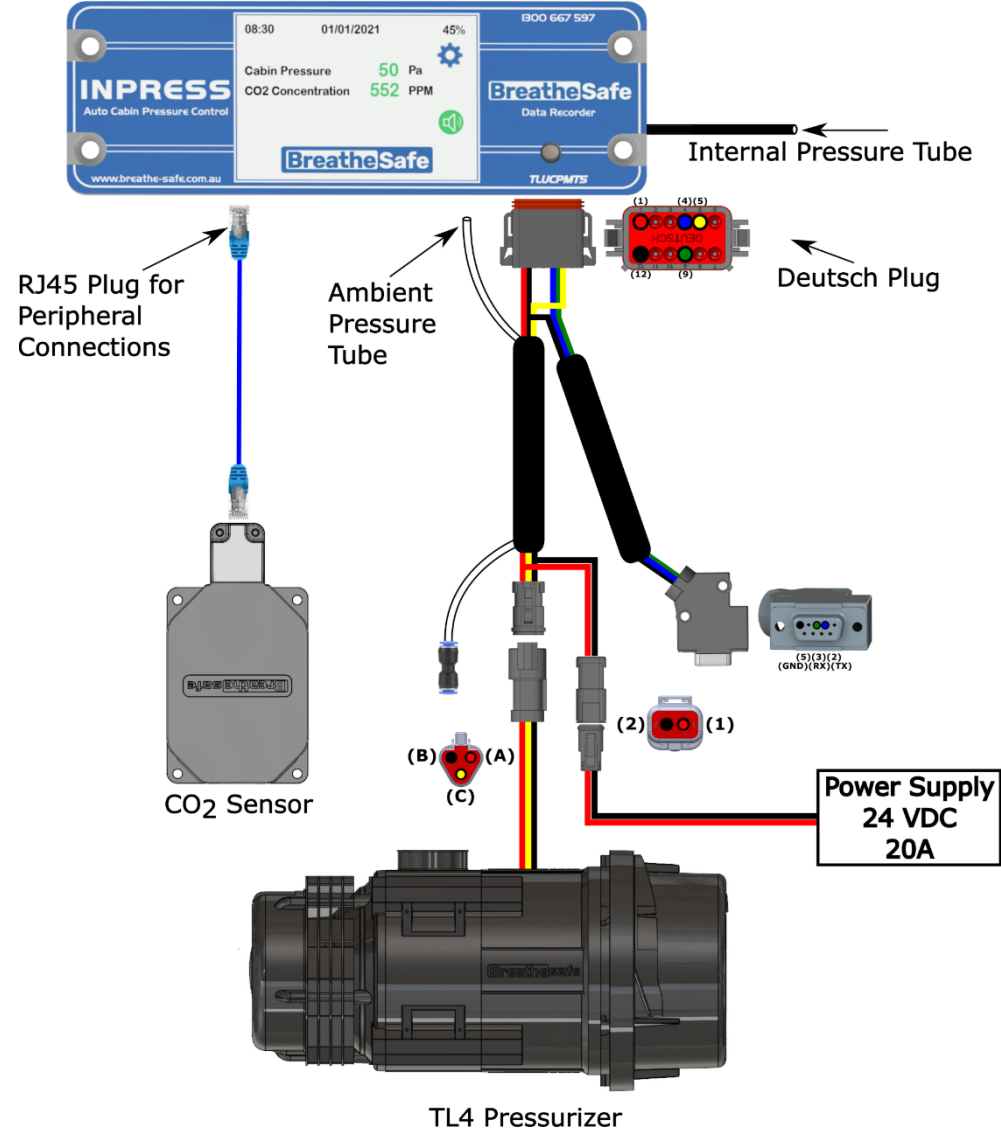 1300 667 597
08:30 01/01/2021 45%
Cabin Pressure 50 Pa
CO2 Concentration 552 PPM
INPRESS
Auto Cabin Pressure Control
BreatheSafe
Data Recorder
BreatheSafe
www.breathe-safe.com.au
TLUCPMTS
Internal Pressure Tube
(1) (4)(5)
DEUTSCH
(12) (9)
Deutsch Plug
RJ45 Plug for
Peripheral
Connections
Ambient
Pressure
Tube
(5)(3)(2)
(GND)(RX)(TX)
Breathesafe
CO2 Sensor
(2) (1)
(B) (A)
(C)
Power Supply
24 VDC
20A
Breathesafe
TL4 Pressurizer